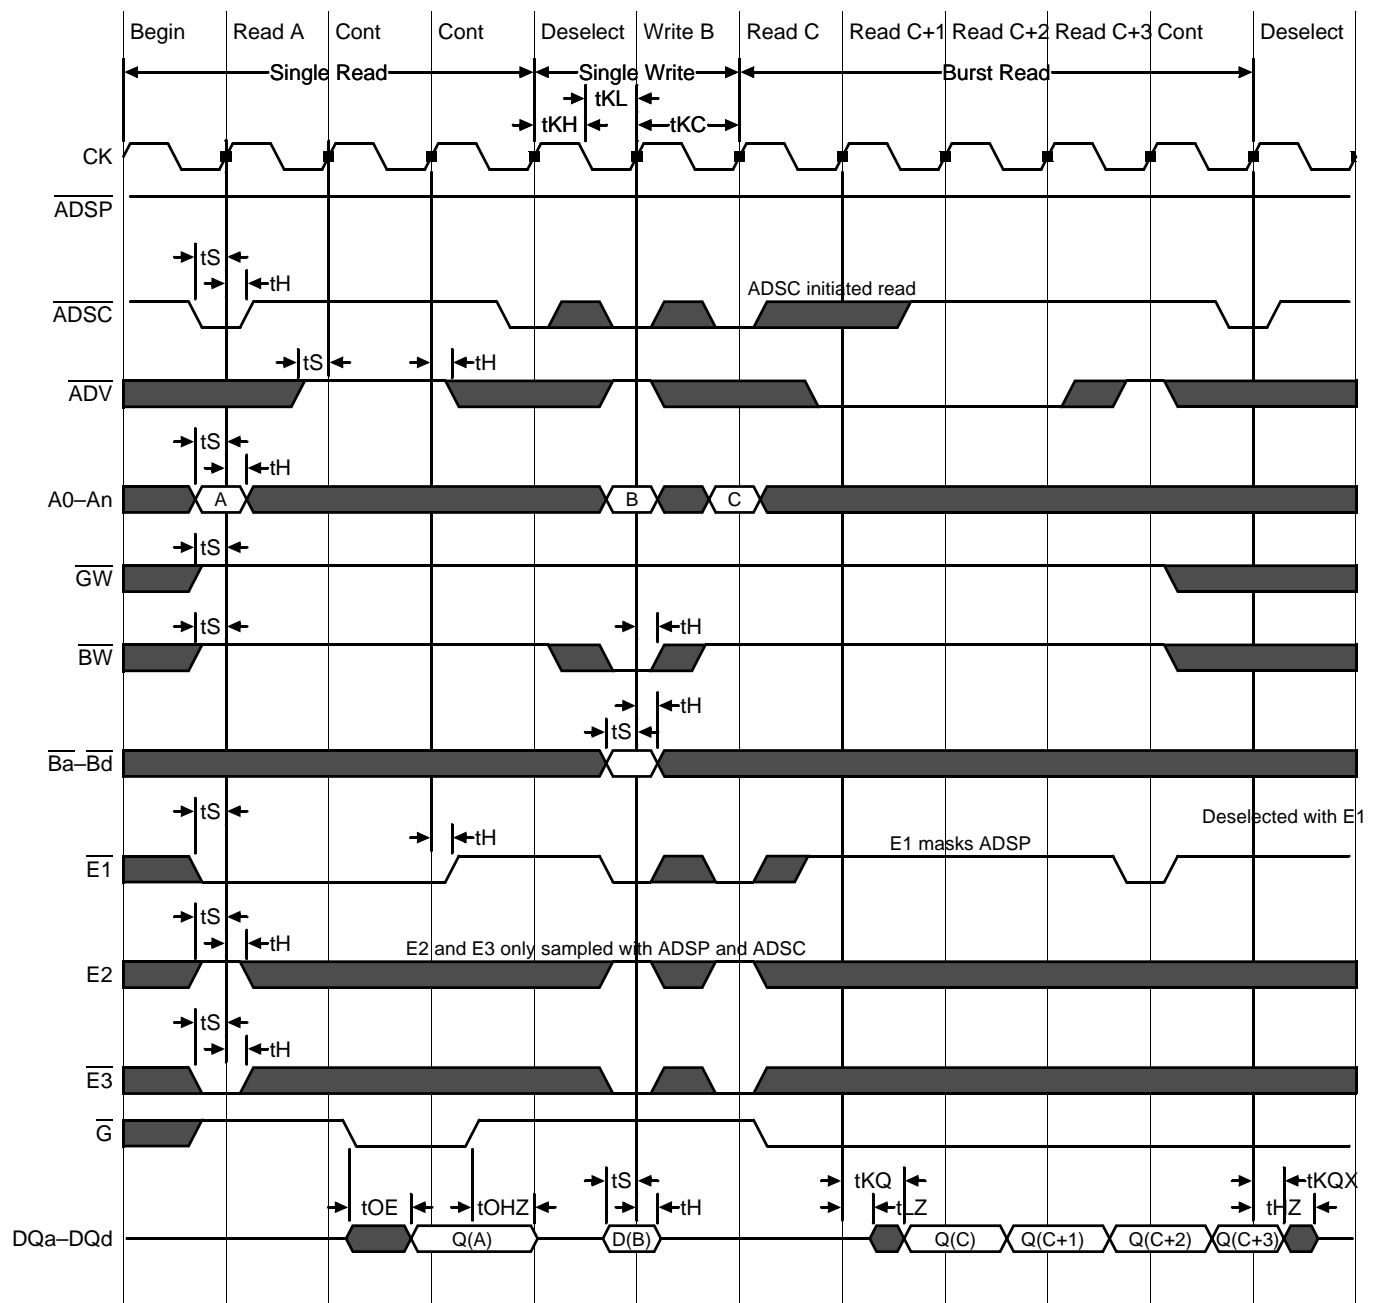 Begin Read A Cont Cont Deselect Write B Read C Read C+1 Read C+2 Read C+3 Cont Deselect
Single Read Single Write Burst Read
tKL
tKH tKC
CK
ADSP
tS
tH
ADSC initiated read
ADSC
tS tH
ADV
tS
tH
A0–An A B C
tS
GW
tS tH
BW
tH
tS
Ba–Bd
tS
Deselected with E1
tH
E1 masks ADSP
E1
tS
tH
E2 and E3 only sampled with ADSP and ADSC
E2
tS
tH
E3
G
tS tKQ tKQX
tOE tOHZ tH tLZ tHZ
DQa–DQd Q(A) D(B) Q(C) Q(C+1) Q(C+2) Q(C+3)